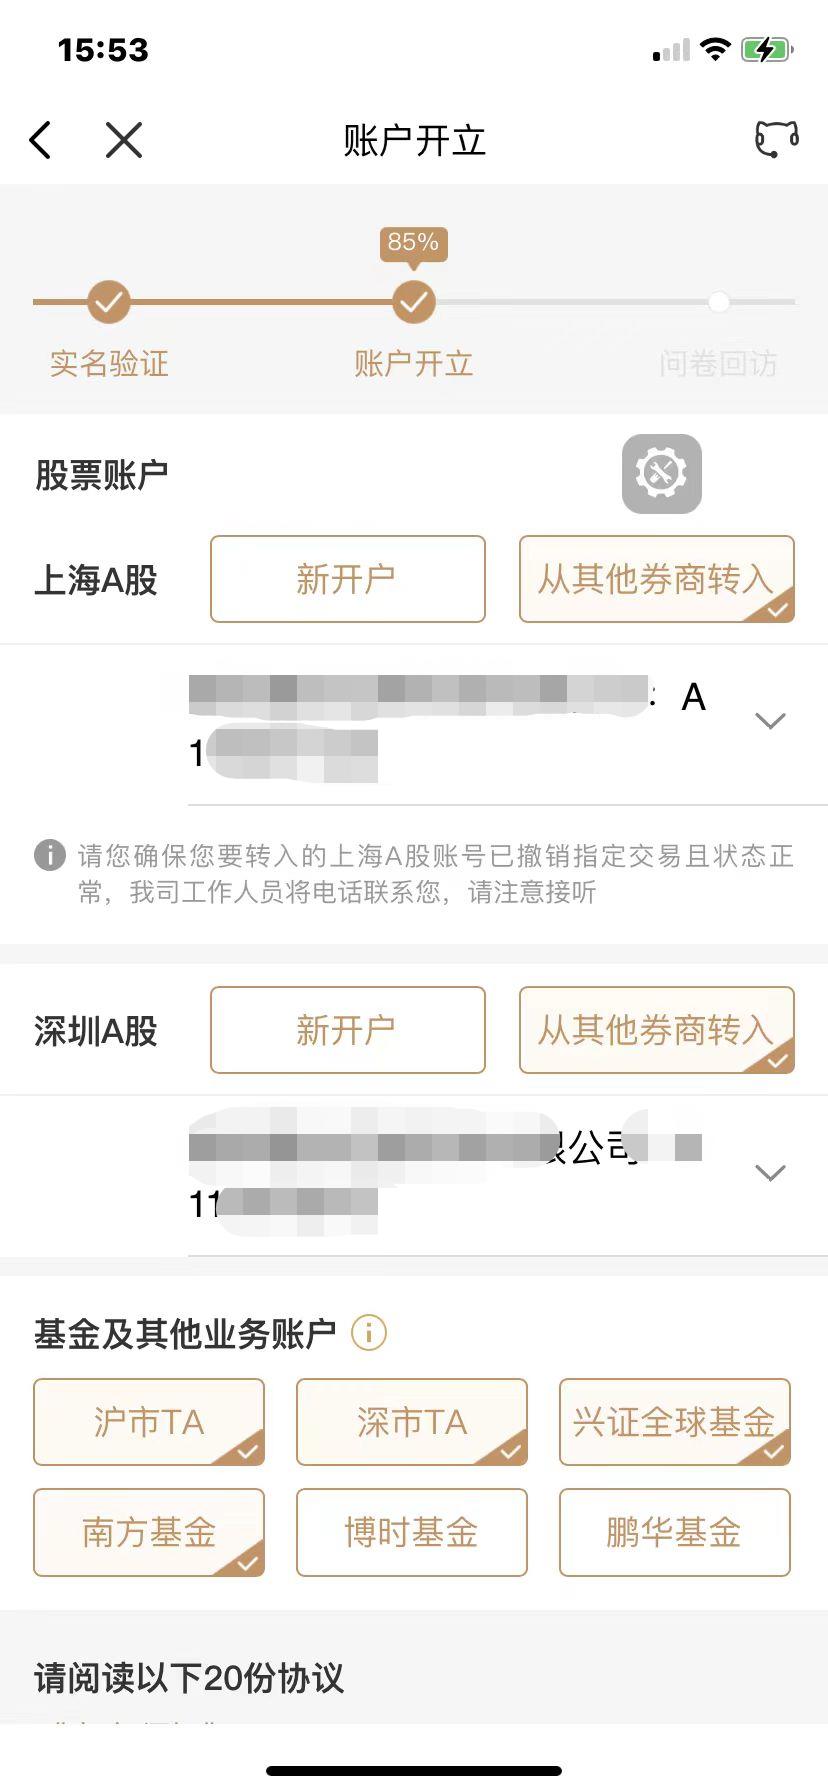 15:53
账户开立
85%
实名验证
账户开立
问卷回访
股票账户
上海A股
新开户
从其他券商转入
: A
1
请您确保您要转入的上海A股账号已撤销指定交易且状态正
常，我司工作人员将电话联系您，请注意接听
深圳A股
新开户
从其他券商转入
公司
11
基金及其他业务账户
沪市TA
深市TA
兴证全球基金
南方基金
博时基金
鹏华基金
请阅读以下20份协议